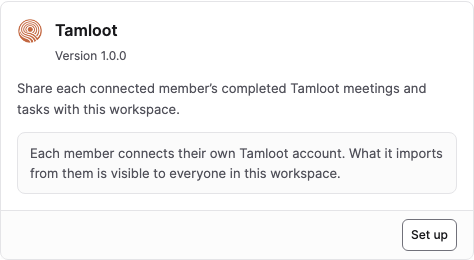 Tamloot
Version 1.0.0
Share each connected member’s completed Tamloot meetings and
tasks with this workspace.
Each member connects their own Tamloot account. What it imports
from them is visible to everyone in this workspace.
Set up